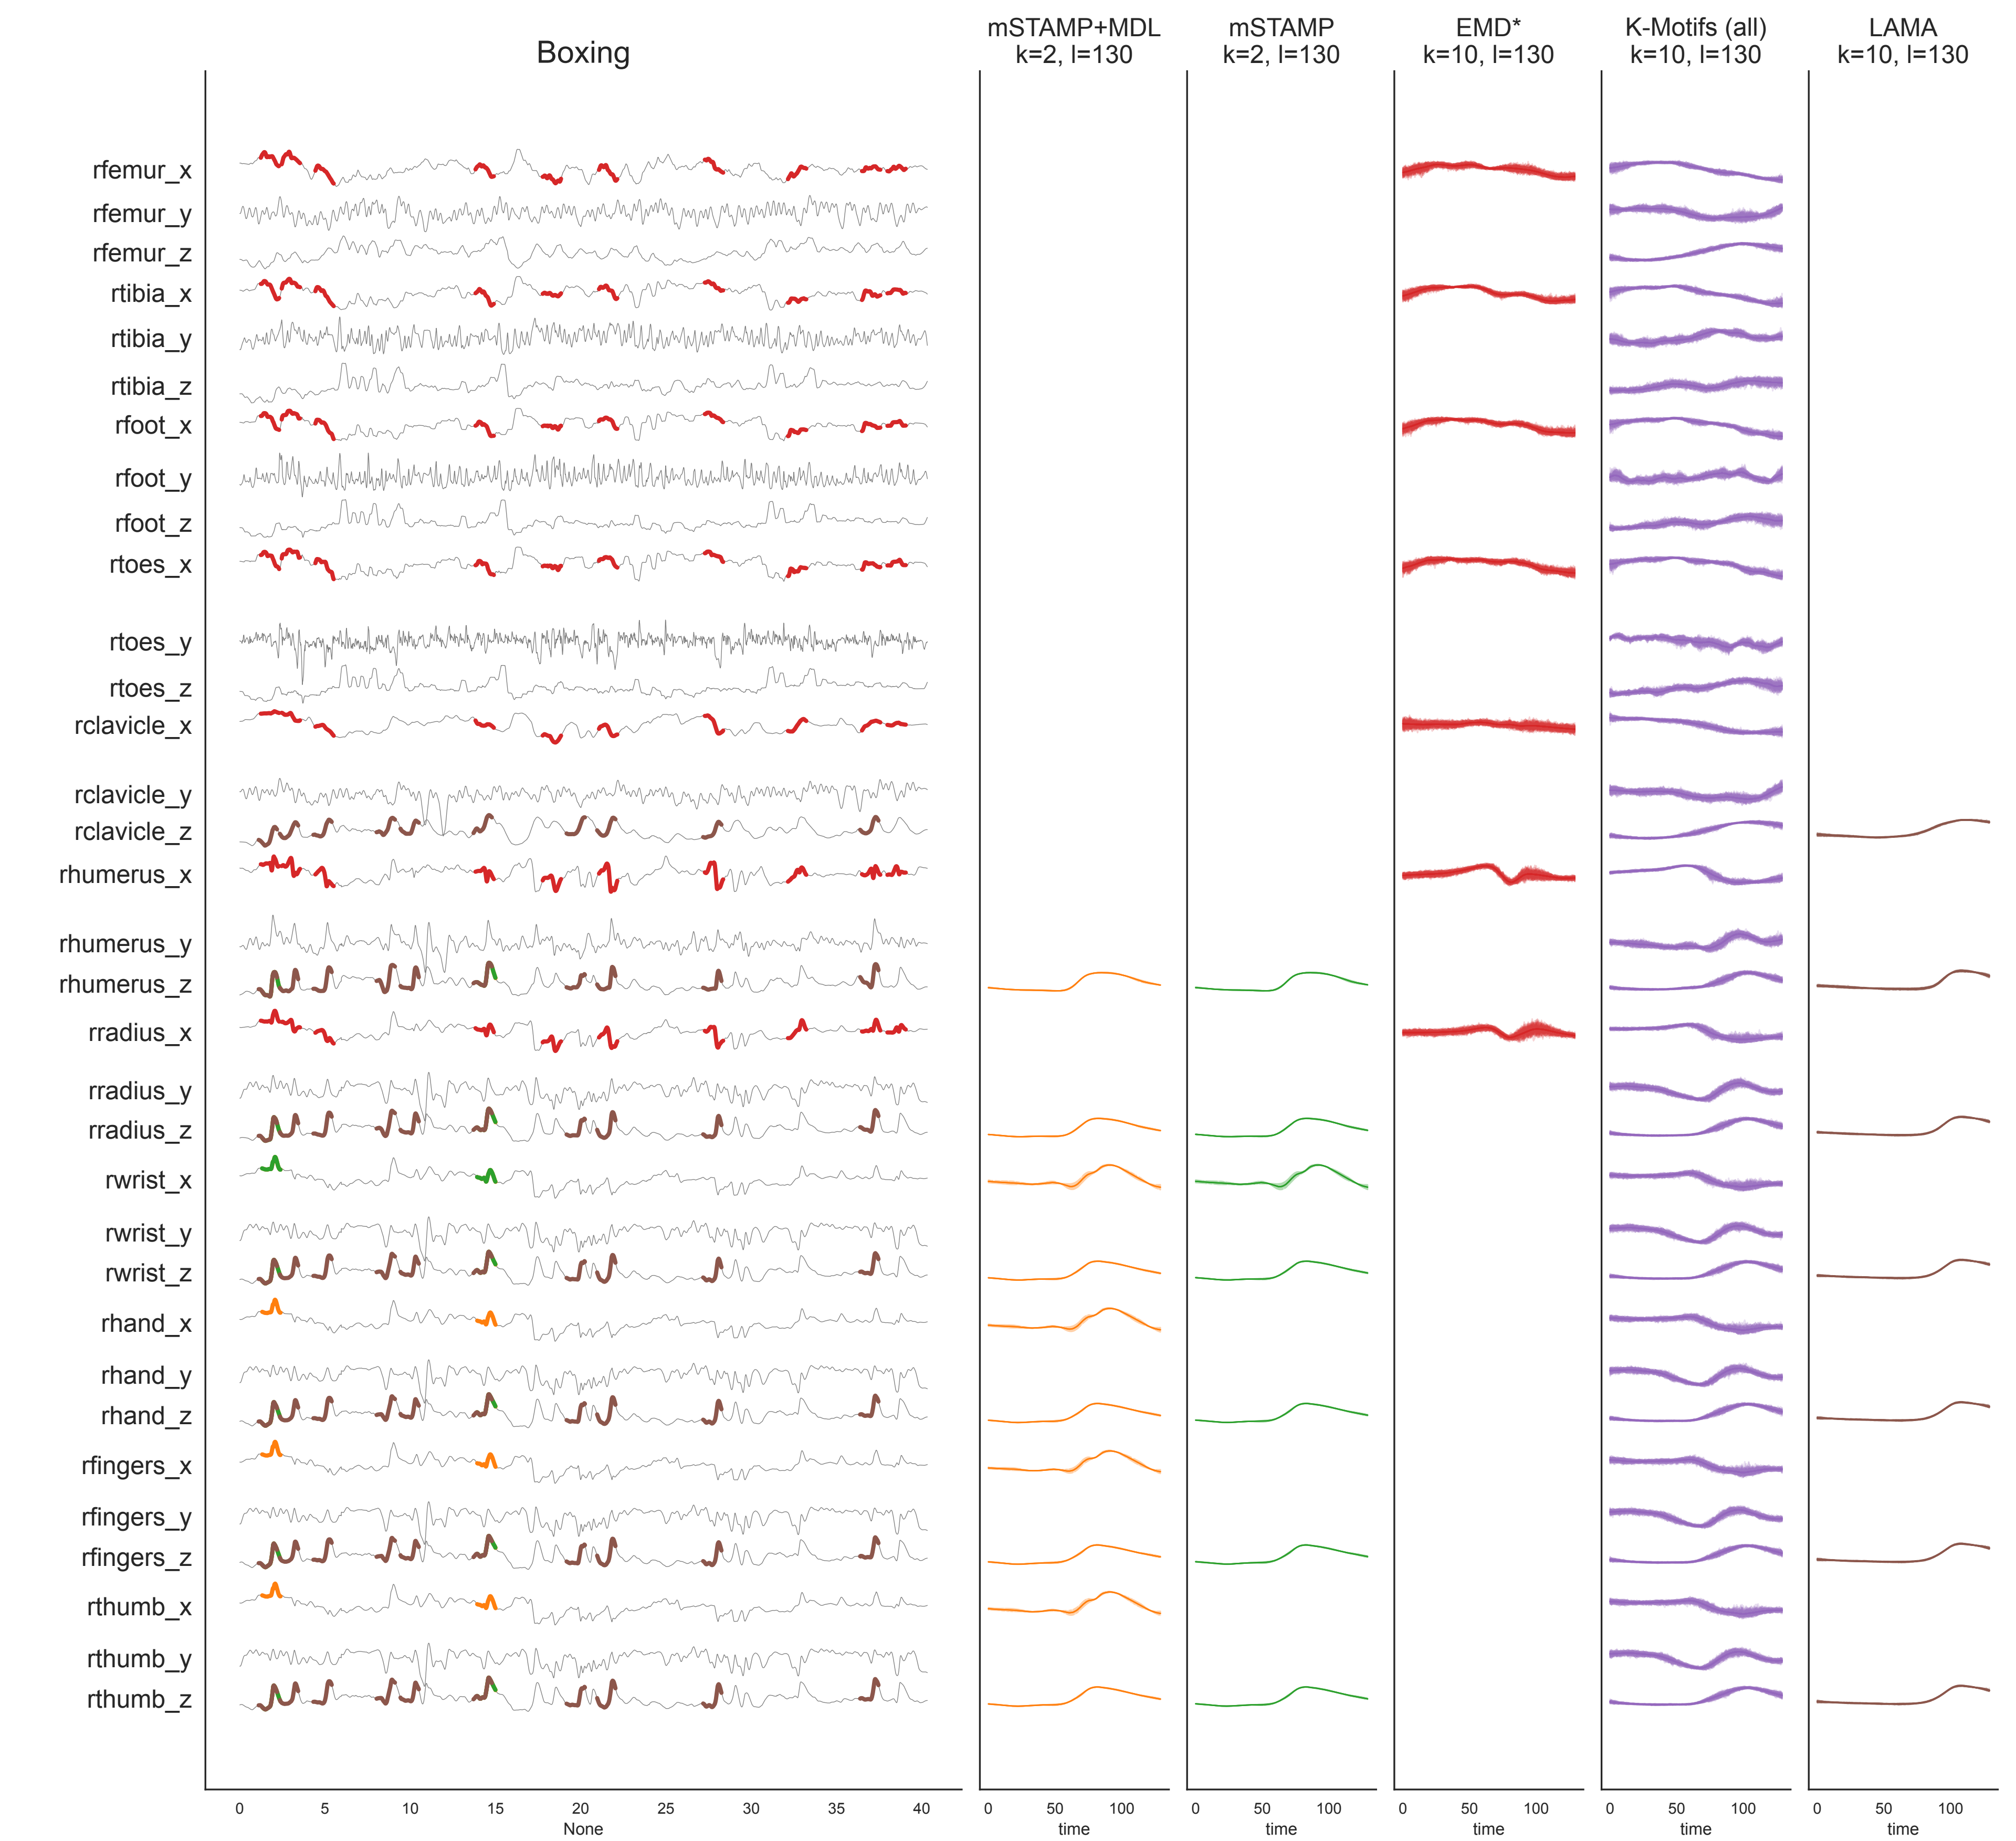 Boxing
mSTAMP+MDL
k=2, l=130
mSTAMP
k=2, l=130
EMD*
k=10, l=130
K-Motifs (all)
k=10, l=130
LAMA
k=10, l=130
rfemur_x
rfemur_y
rfemur_z
rtibia_x
rtibia_y
rtibia_z
rfoot_x
rfoot_y
rfoot_z
rtoes_x
rtoes_y
rtoes_z
rclavicle_x
rclavicle_y
rclavicle_z
rhumerus_x
rhumerus_y
rhumerus_z
rradius_x
rradius_y
rradius_z
rwrist_x
rwrist_y
rwrist_z
rhand_x
rhand_y
rhand_z
rfingers_x
rfingers_y
rfingers_z
rthumb_x
rthumb_y
rthumb_z
0 5 10 15 20 25 30 35 40
None
0 50 100
time
0 50 100
time
0 50 100
time
0 50 100
time
0 50 100
time